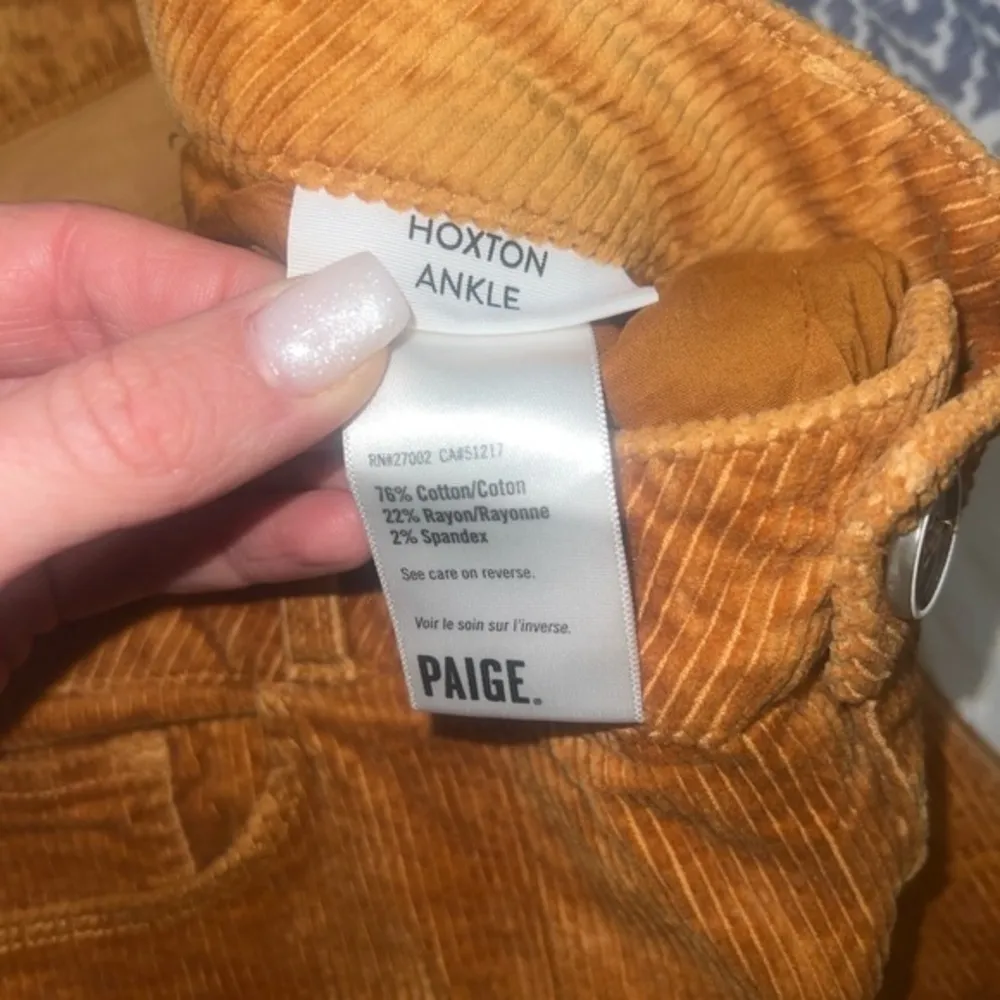 HOXTON
ANKLE
RN#27002 CA#51217
76% Cotton/Coton
22% Rayon/Rayonne
2% Spandex
See care on reverse.
Voir le soin sur l'inverse.
PAIGE.